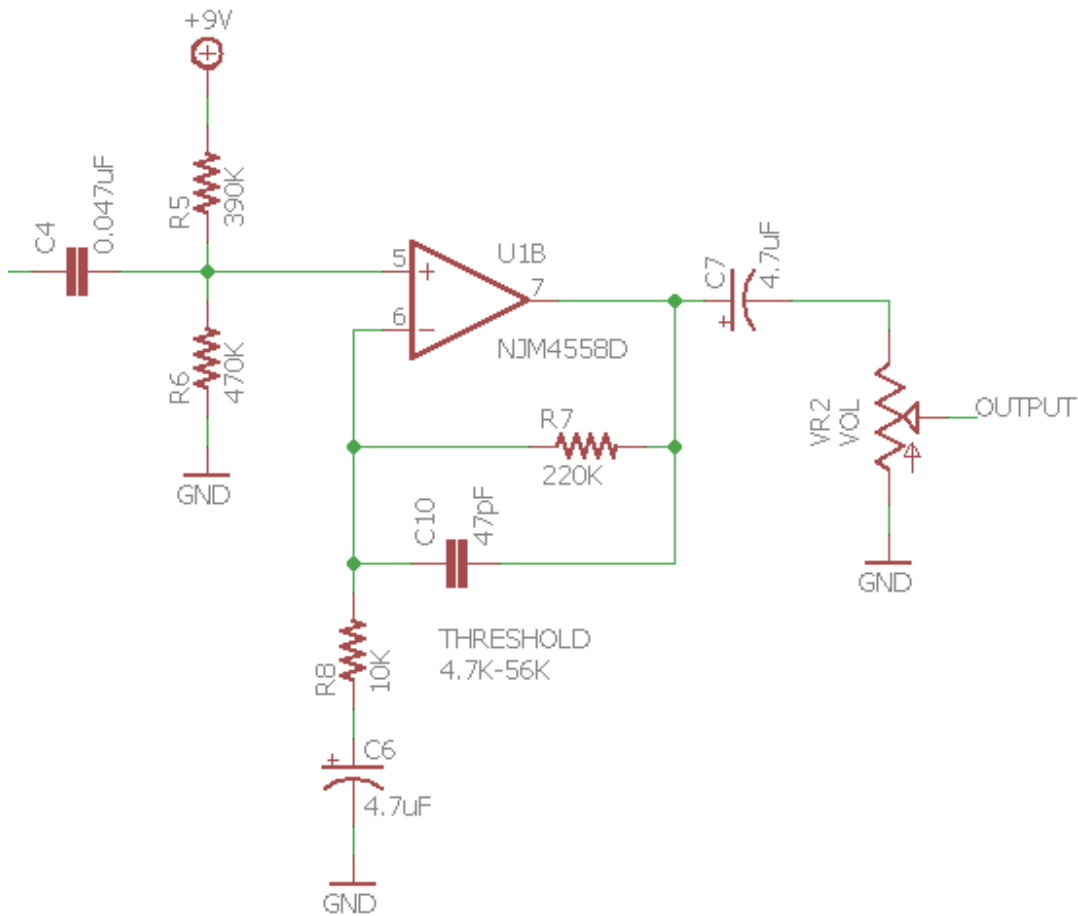 +9V
C4
0.047uF
R5
390K
R6
470K
GND
5
+
6
-
U1B
7
NJM4558D
C7
4.7uF
+
VR2
VOL
OUTPUT
GND
R7
220K
C10
47pF
THRESHOLD
4.7K-56K
R8
10K
+
C6
4.7uF
GND